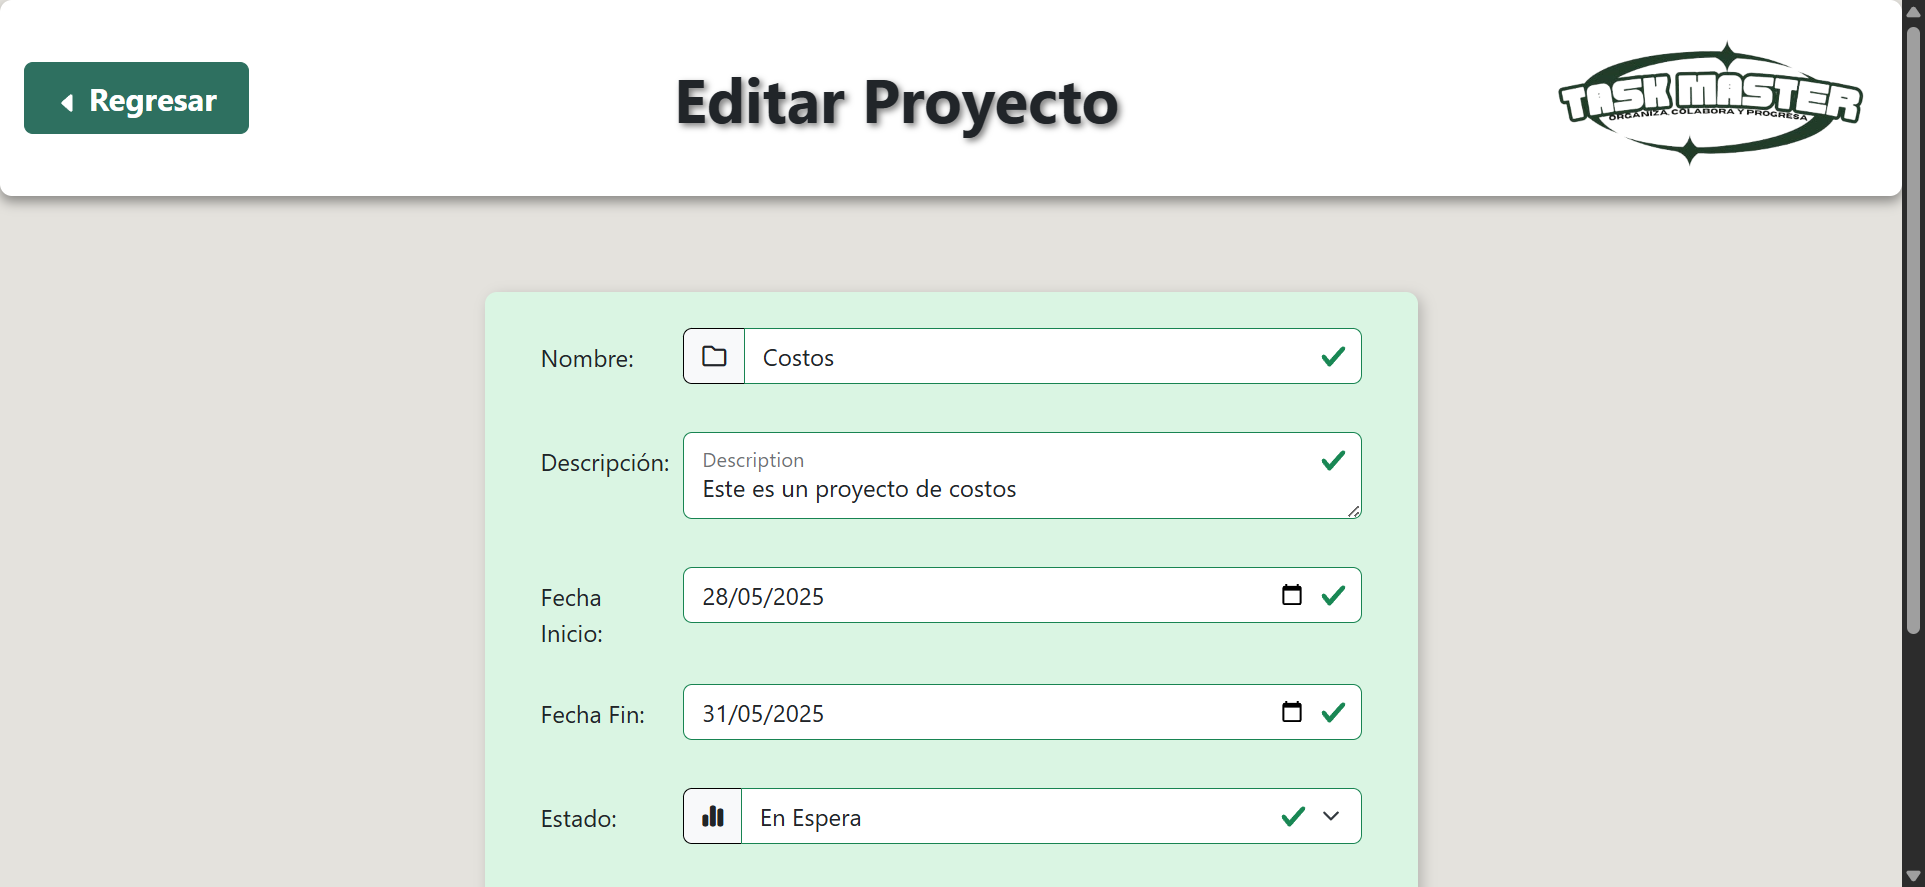 Regresar
Editar Proyecto
TASK MASTER
ORGANIZA, COLABORA Y PROGRESA
Nombre:
Costos
Descripción:
Description
Este es un proyecto de costos
Fecha
Inicio:
28/05/2025
Fecha Fin:
31/05/2025
Estado:
En Espera